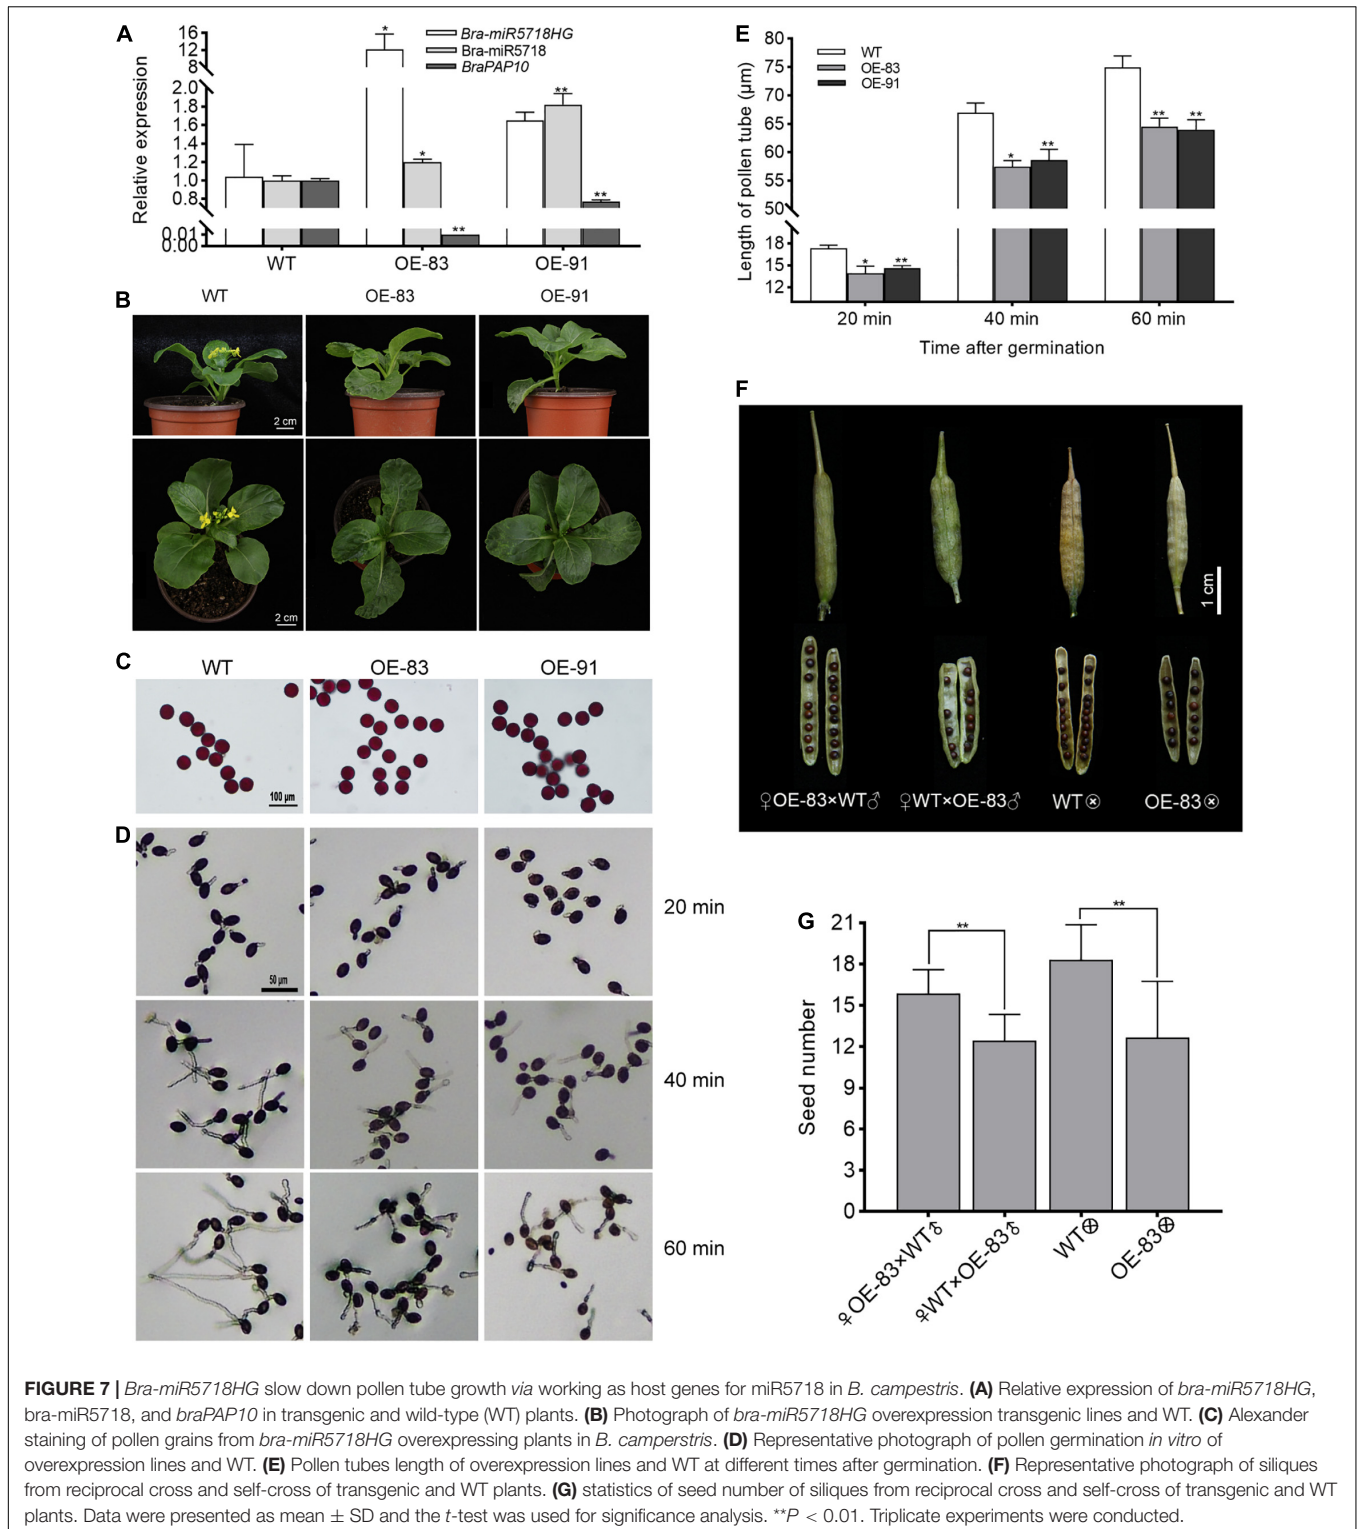 A
Relative expression
16
12
8
2.0
1.8
1.6
1.4
1.2
1.0
0.8
0.01
0.00
*
*
**
**
**
Bra-miR5718HG
Bra-miR5718
BraPAP10
WT OE-83 OE-91
B
WT OE-83 OE-91
2 cm
2 cm
C
WT OE-83 OE-91
100 µm
D
20 min
50 µm
40 min
60 min
E
Length of pollen tube (µm)
80
75
70
65
60
55
50
18
15
12
WT
OE-83
OE-91
* ** * ** ** **
20 min 40 min 60 min
Time after germination
F
1 cm
♀OE-83×WT♂ ♀WT×OE-83♂ WT⊗ OE-83⊗
G
Seed number
21
18
15
12
9
6
3
0
** **
♀OE-83×WT♂ ♀WT×OE-83♂ WT⊗ OE-83⊗
FIGURE 7 | Bra-miR5718HG slow down pollen tube growth via working as host genes for miR5718 in B. campestris. (A) Relative expression of bra-miR5718HG,
bra-miR5718, and braPAP10 in transgenic and wild-type (WT) plants. (B) Photograph of bra-miR5718HG overexpression transgenic lines and WT. (C) Alexander
staining of pollen grains from bra-miR5718HG overexpressing plants in B. camperstris. (D) Representative photograph of pollen germination in vitro of
overexpression lines and WT. (E) Pollen tubes length of overexpression lines and WT at different times after germination. (F) Representative photograph of siliques
from reciprocal cross and self-cross of transgenic and WT plants. (G) statistics of seed number of siliques from reciprocal cross and self-cross of transgenic and WT
plants. Data were presented as mean ± SD and the t-test was used for significance analysis. **P < 0.01. Triplicate experiments were conducted.